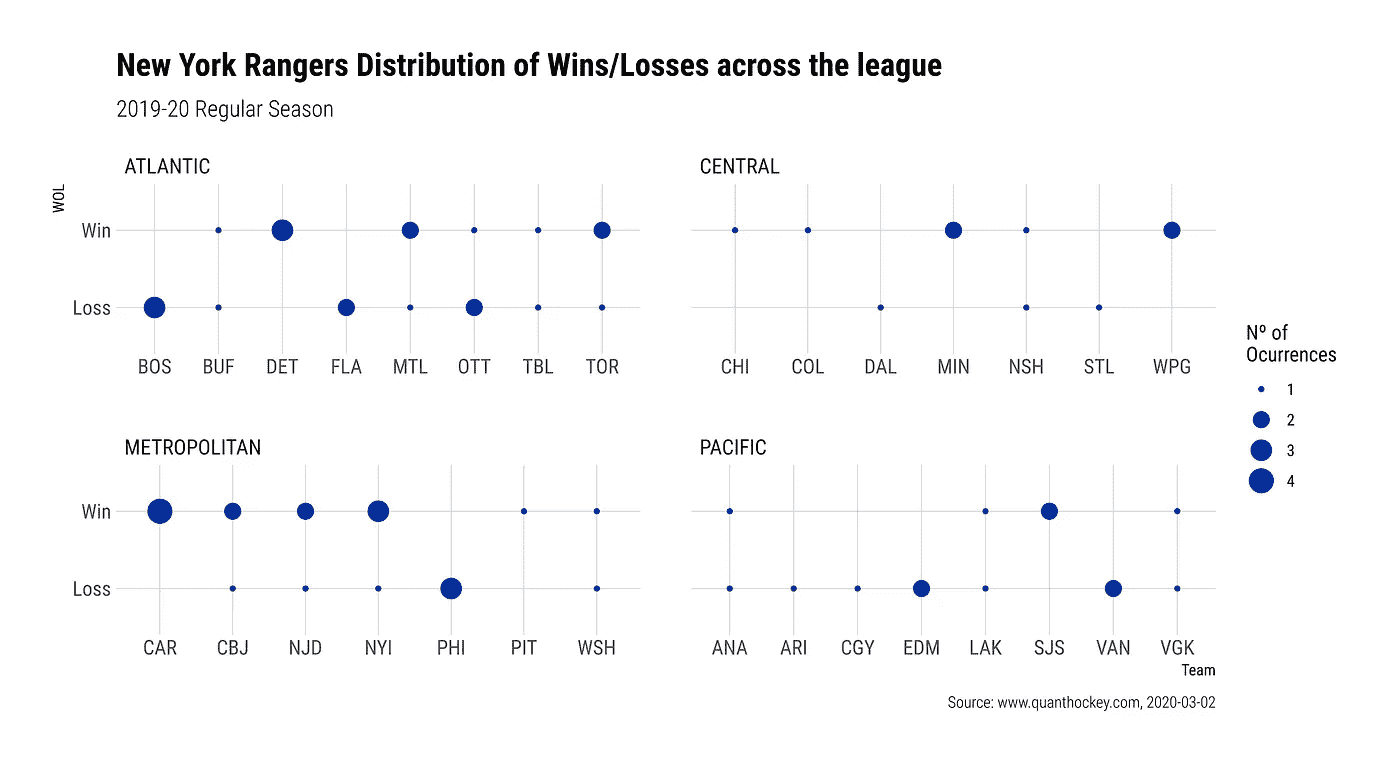 New York Rangers Distribution of Wins/Losses across the league
2019-20 Regular Season
ATLANTIC
WOL
Win
Loss
BOS BUF DET FLA MTL OTT TBL TOR
CENTRAL
CHI COL DAL MIN NSH STL WPG
METROPOLITAN
Win
Loss
CAR CBJ NJD NYI PHI PIT WSH
PACIFIC
ANA ARI CGY EDM LAK SJS VAN VGK
Team
Nº of
Ocurrences
1
2
3
4
Source: www.quanthockey.com, 2020-03-02